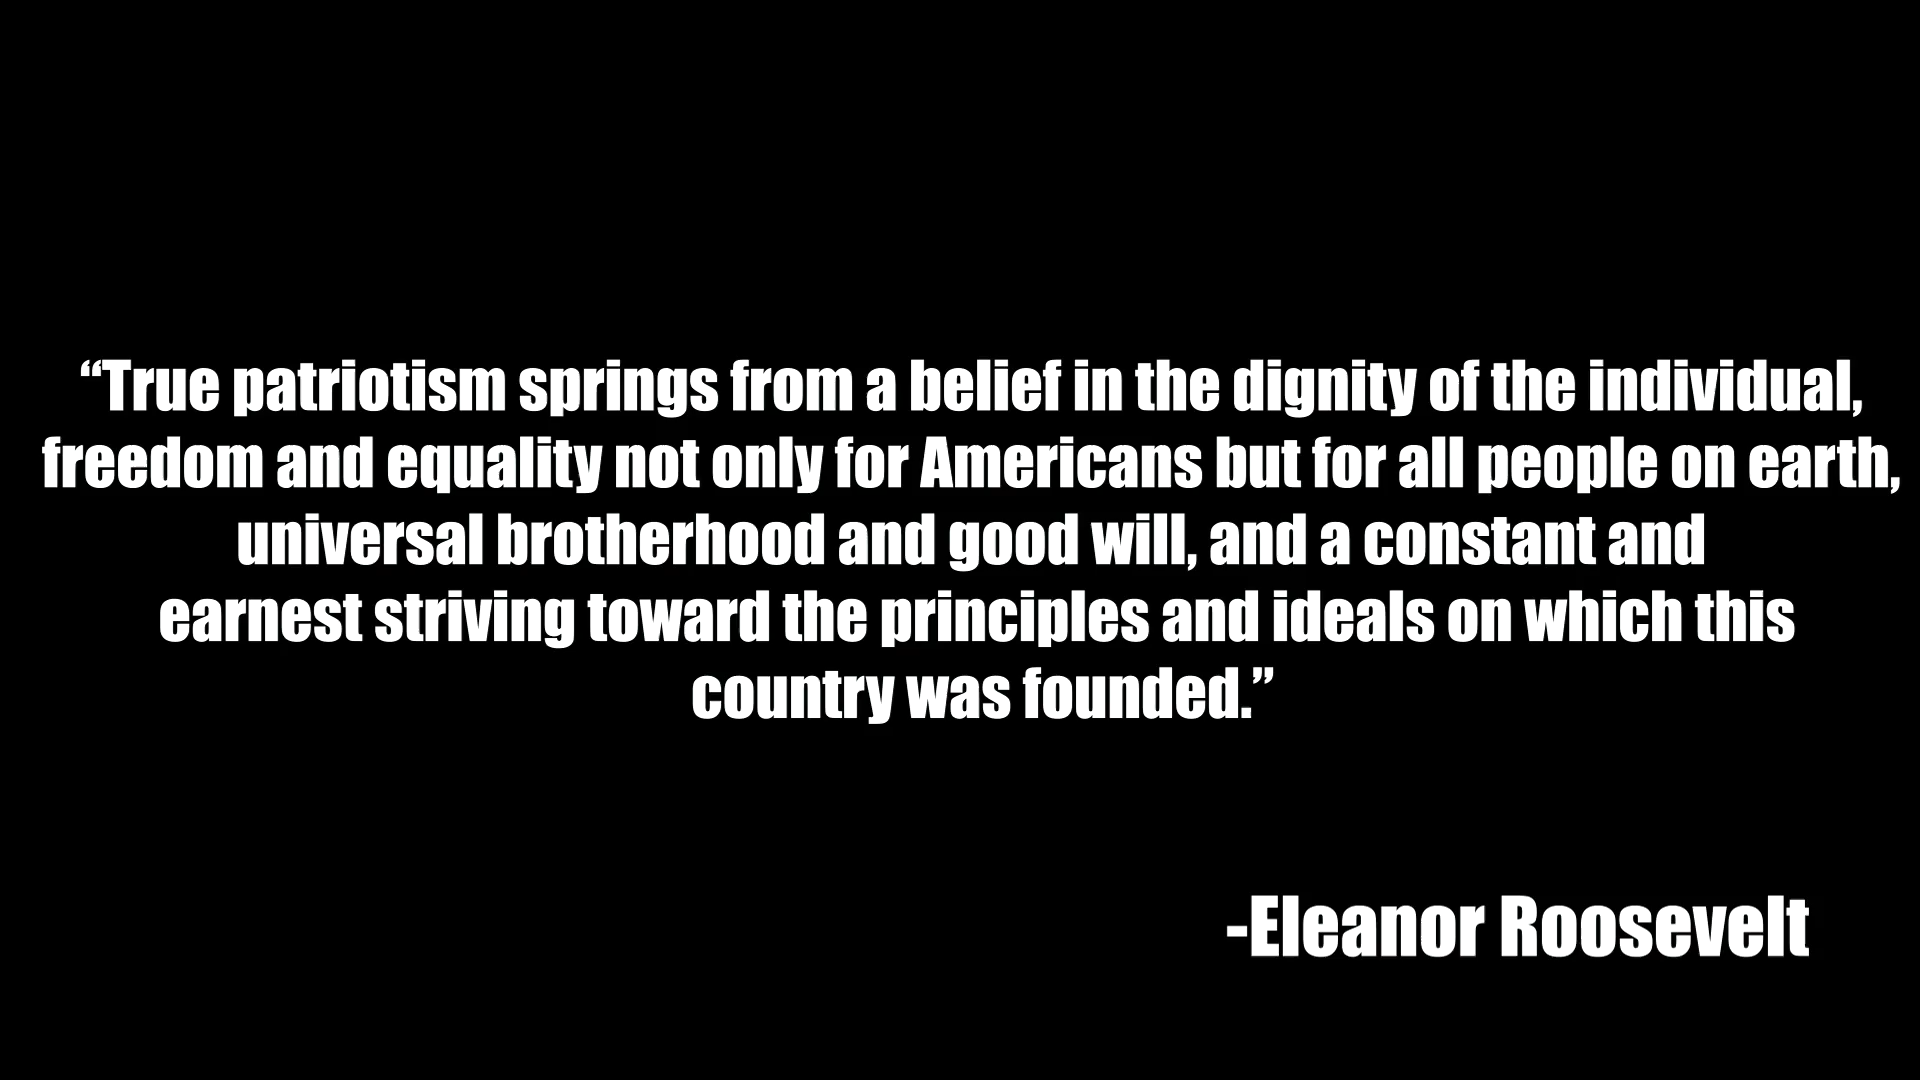 “True patriotism springs from a belief in the dignity of the individual,
freedom and equality not only for Americans but for all people on earth,
universal brotherhood and good will, and a constant and
earnest striving toward the principles and ideals on which this
country was founded.”
-Eleanor Roosevelt